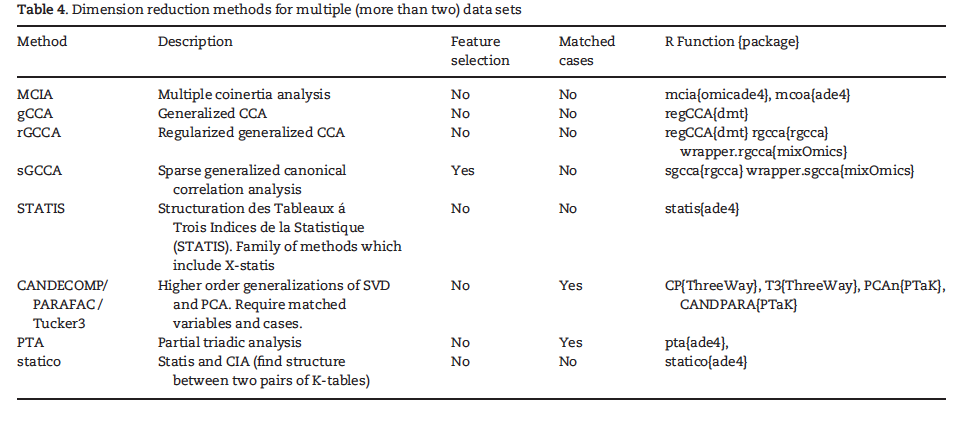 Table 4. Dimension reduction methods for multiple (more than two) data sets
Method Description Feature selection Matched cases R Function {package}
MCIA Multiple coinertia analysis No No mcia{omicade4}, mcoa{ade4}
gCCA Generalized CCA No No regCCA{dmt}
rGCCA Regularized generalized CCA No No regCCA{dmt} rgcca{rgcca}
wrapper.rgcca{mixOmics}
sGCCA Sparse generalized canonical Yes No sgcca{rgcca} wrapper.sgcca{mixOmics}
correlation analysis
STATIS Structuration des Tableaux á No No statis{ade4}
Trois Indices de la Statistique
(STATIS). Family of methods which
include X-statis
CANDECOMP/ Higher order generalizations of SVD No Yes CP{ThreeWay}, T3{ThreeWay}, PCAn{PTaK},
PARAFAC / and PCA. Require matched CANDPARA{PTaK}
Tucker3 variables and cases.
PTA Partial triadic analysis No Yes pta{ade4},
statico Statis and CIA (find structure No No statico{ade4}
between two pairs of K-tables)